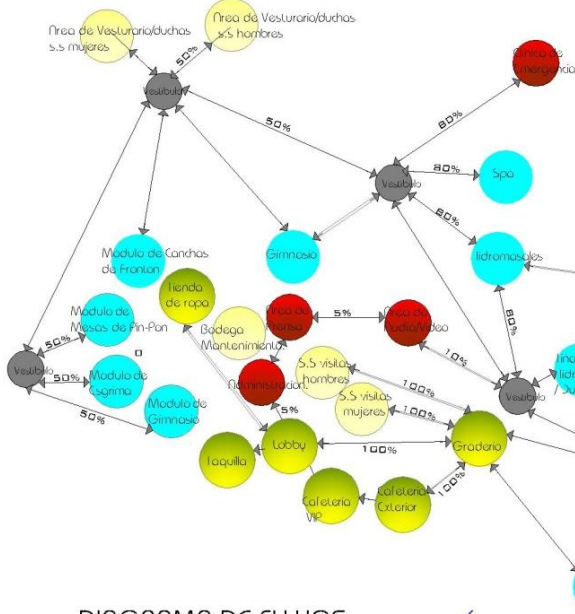 Area de Vesturario/duchas
s.s mujeres
Area de Vesturario/duchas
s.s hombres
50%
Vestibulo
50%
Clinica de
Emergencia
80%
80%
Spa
Vestibulo
80%
Modulo de Canchas
de Fronton
Gimnasio
Tienda
de ropa
80%
Modulo de
Mesas de Pin-Pon
50%
Bodega
Mantenimiento
Area de
Prensa
5%
Area de
Audio/Video
10%
Vestibulo
50%
Modulo de
Esgrima
50%
Modulo de
Gimnasio
Administracion
S.S visitas
hombres
100%
S.S visitas
mujeres
100%
Vestibulo
5%
Lobby
100%
Graderio
Taquilla
100%
Cafeteria
VIP
Cafeteria
Exterior